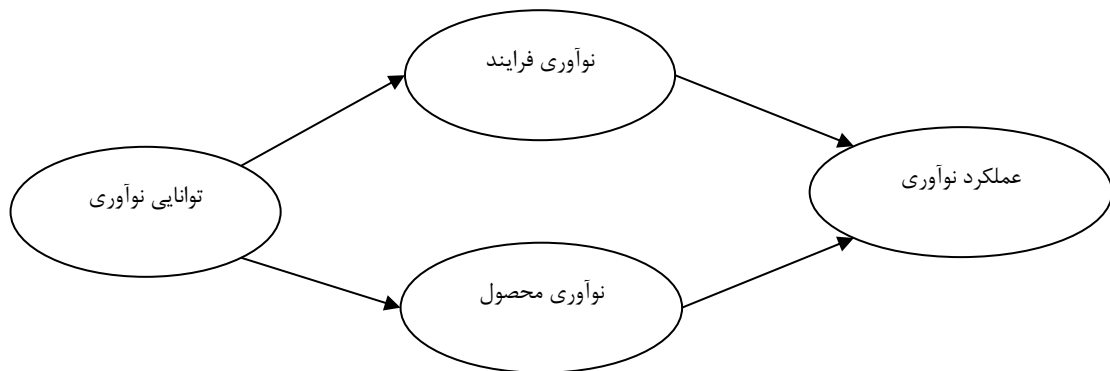 نوآوری فرایند
توانایی نوآوری
عملکرد نوآوری
نوآوری محصول